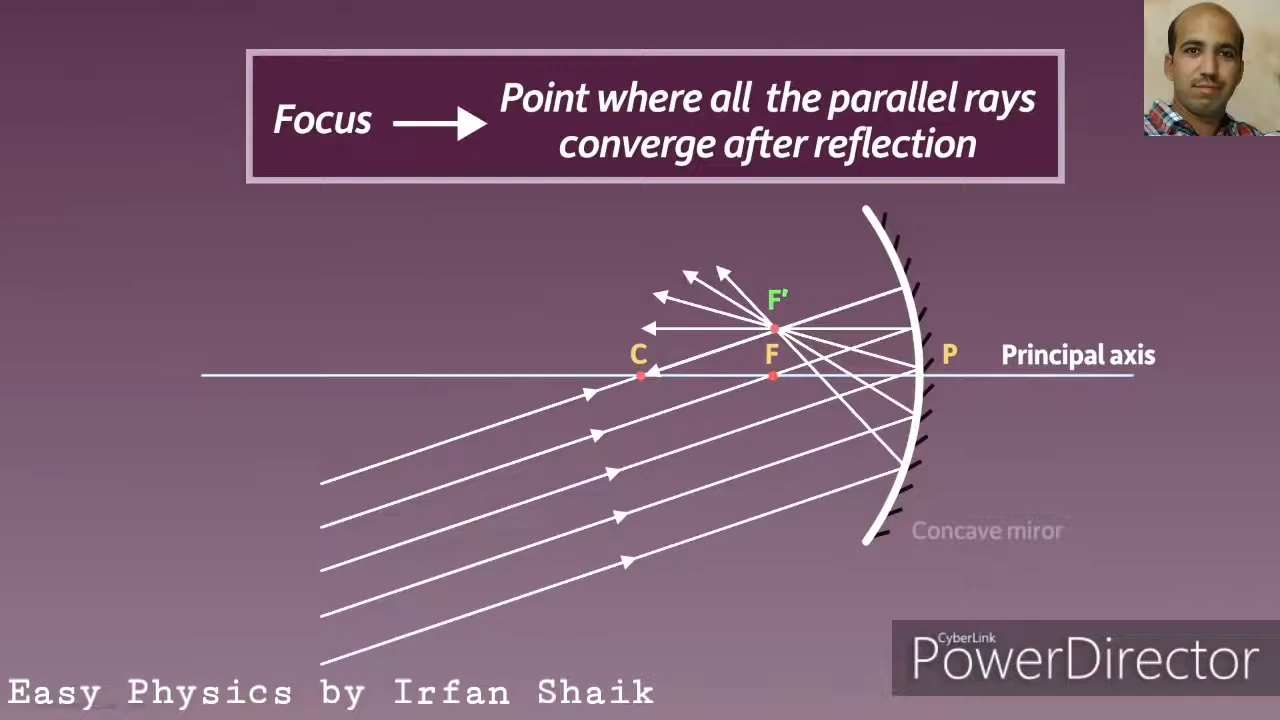 Focus
Point where all the parallel rays
converge after reflection
F’
C
F
P
Principal axis
Concave miror
CyberLink
PowerDirector
Easy Physics by Irfan Shaik